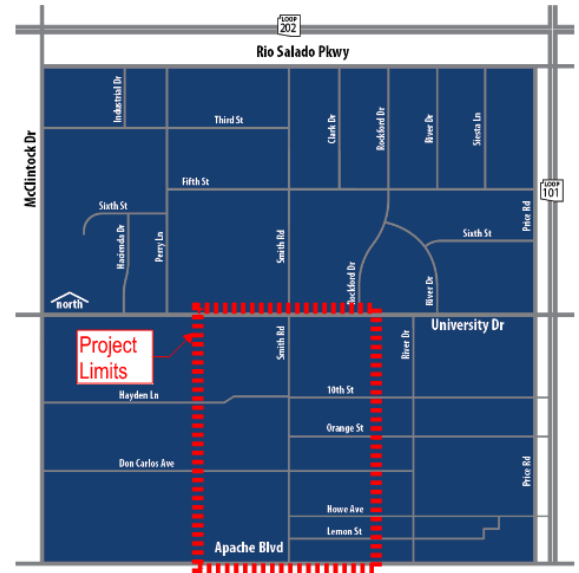 LOOP
202
Rio Salado Pkwy
McClintock Dr
Industrial Dr
Third St
Clark Dr
Rockford Dr
River Dr
Siesta Ln
Fifth St
LOOP
101
Sixth St
Hacienda Dr
Perry Ln
Smith Rd
Price Rd
Sixth St
Rockford Dr
River Dr
north
University Dr
Project
Limits
Smith Rd
River Dr
Hayden Ln
10th St
Orange St
Don Carlos Ave
Price Rd
Howe Ave
Lemon St
Apache Blvd